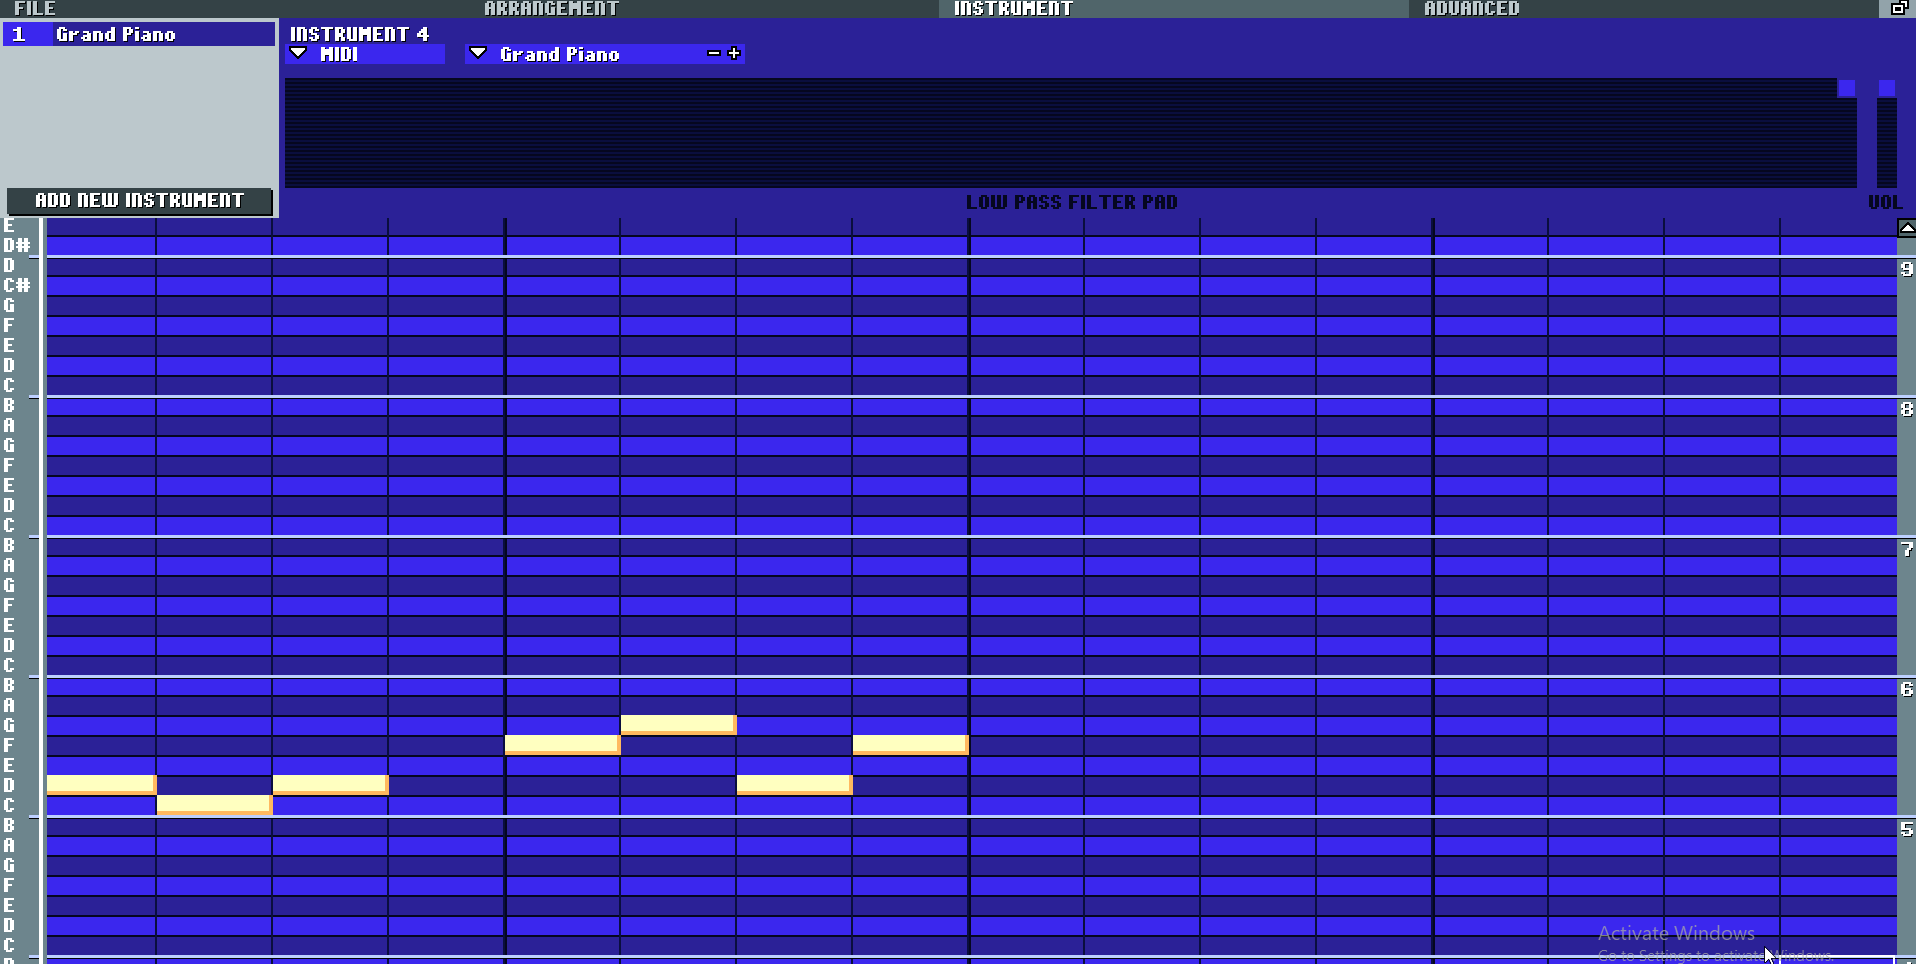 FILE ARRANGEMENT INSTRUMENT ADVANCED
1 Grand Piano
INSTRUMENT 4
MIDI Grand Piano - +
ADD NEW INSTRUMENT
LOW PASS FILTER PAD VOL
E
D#
D 9
C#
G
F
E
D
C
B 8
A
G
F
E
D
C
B 7
A
G
F
E
D
C
B 6
A
G
F
E
D
C
B 5
A
G
F
E
D
C
Activate Windows
Go to Settings to activate Windows.